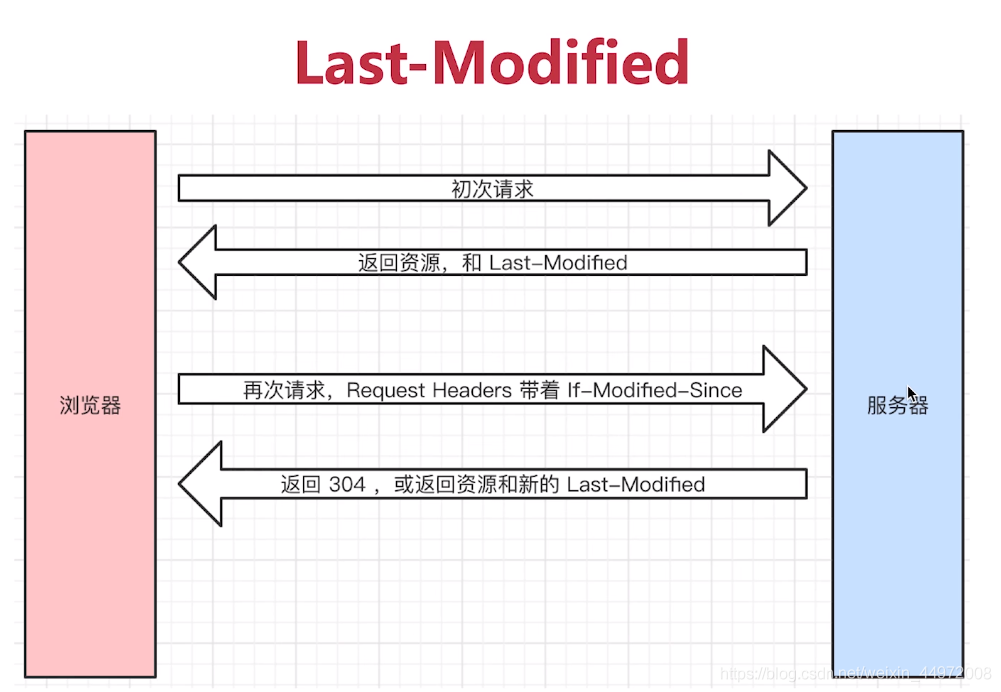 Last-Modified
初次请求
返回资源，和 Last-Modified
再次请求，Request Headers 带着 If-Modified-Since
浏览器
服务器
返回 304 ，或返回资源和新的 Last-Modified
https://blog.csdn.net/weixin_44972008